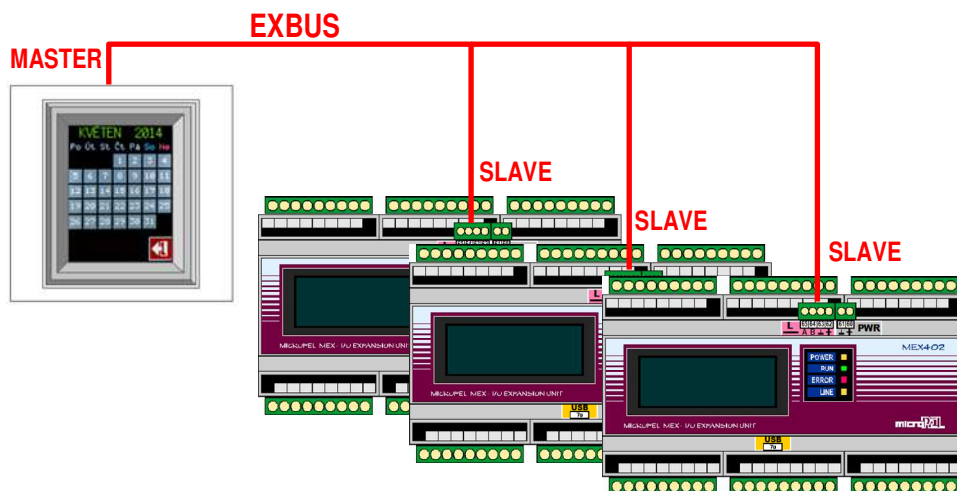 EXBUS
MASTER
KVĚTEN 2014
Po Út St Čt Pá So Ne
1 2 3 4
5 6 7 8 9 10 11
12 13 14 15 16 17 18
19 20 21 22 23 24 25
26 27 28 29 30 31
SLAVE
SLAVE
SLAVE
MICROPEL MEX - I/O EXPANSION UNIT
L
MICROPEL MEX - I/O EXPANSION UNIT
USB
L
A B
PWR
MEX402
POWER
RUN
ERROR
LINE
MICROPEL MEX - I/O EXPANSION UNIT
microPEL
USB